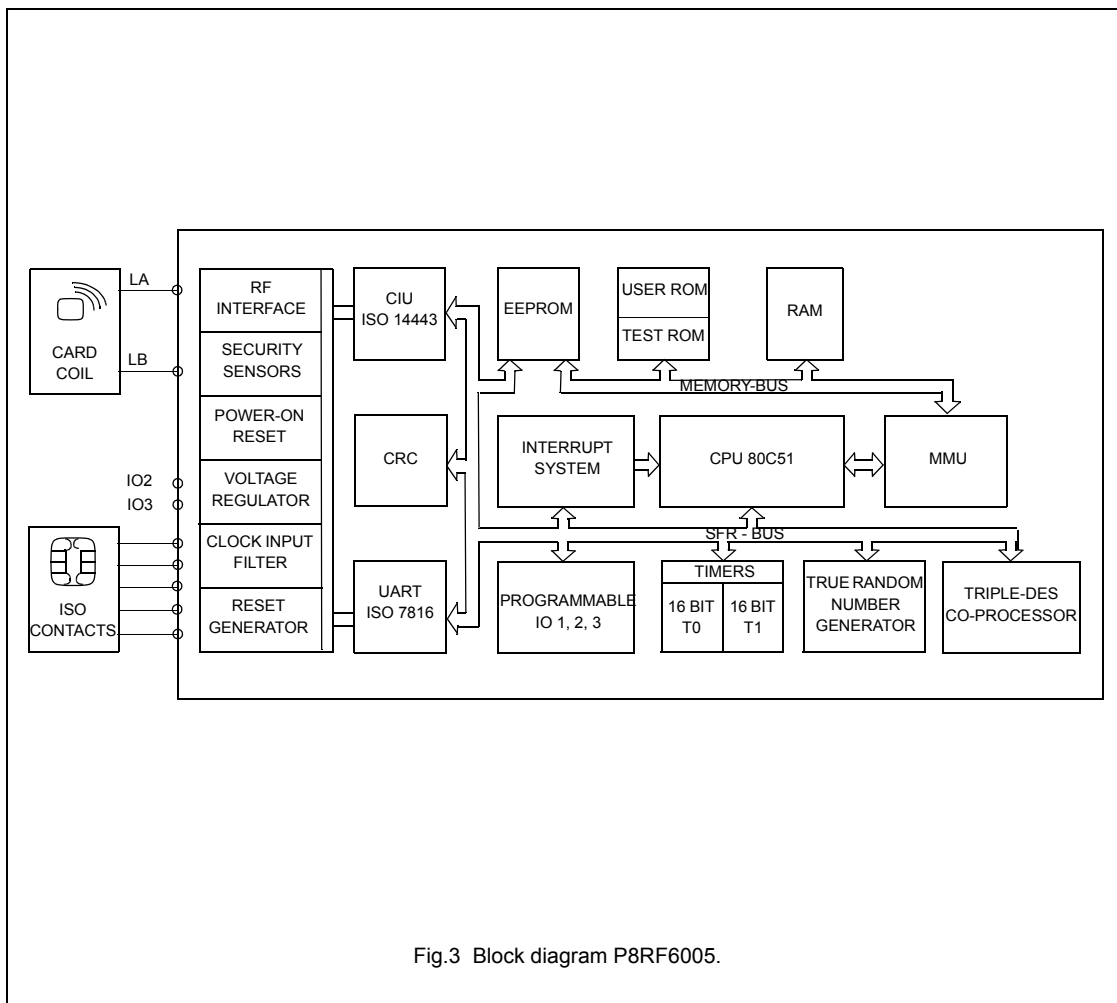 LA
CARD
COIL
LB
IO2
IO3
ISO
CONTACTS
RF
INTERFACE
SECURITY
SENSORS
POWER-ON
RESET
VOLTAGE
REGULATOR
CLOCK INPUT
FILTER
RESET
GENERATOR
CIU
ISO 14443
CRC
UART
ISO 7816
EEPROM
USER ROM
TEST ROM
RAM
MEMORY-BUS
INTERRUPT
SYSTEM
CPU 80C51
MMU
SFR - BUS
PROGRAMMABLE
IO 1, 2, 3
TIMERS
16 BIT
T0
16 BIT
T1
TRUE RANDOM
NUMBER
GENERATOR
TRIPLE-DES
CO-PROCESSOR
Fig.3 Block diagram P8RF6005.